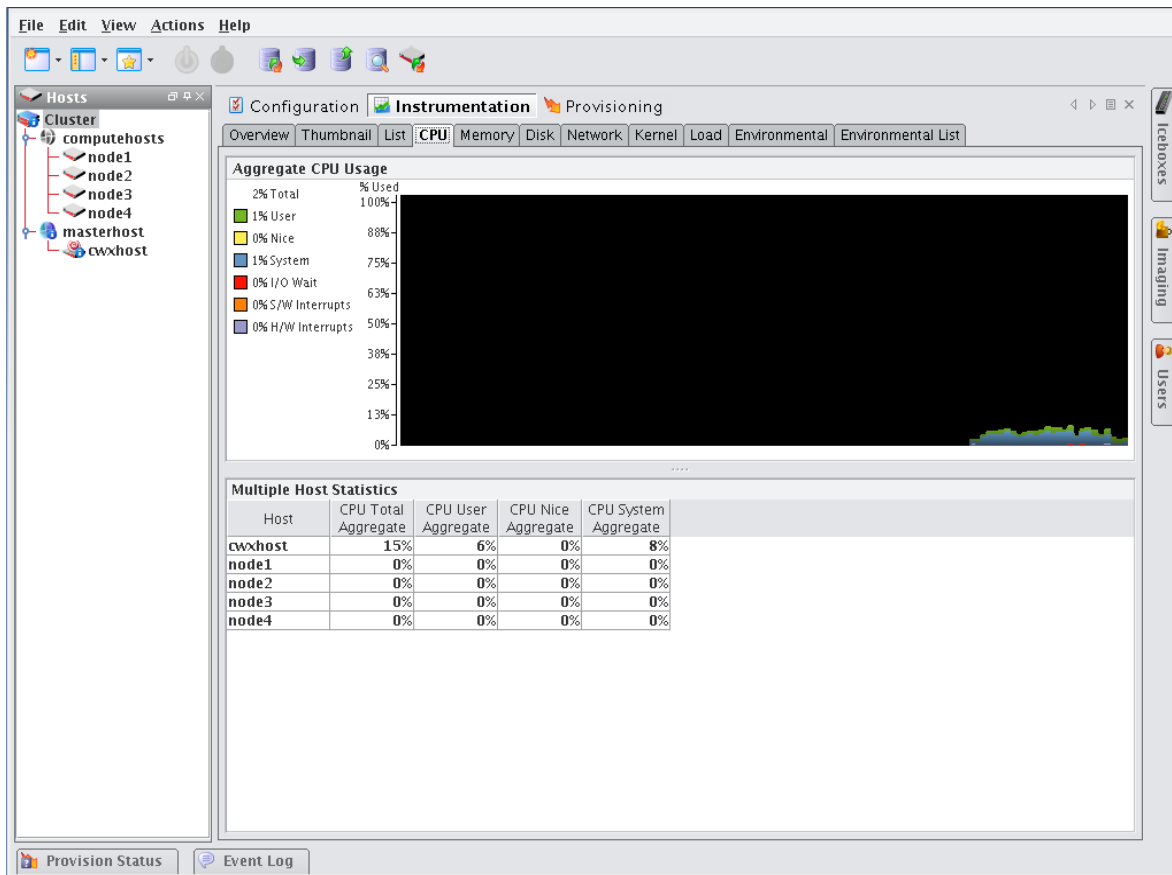 File Edit View Actions Help
Hosts
Cluster
computehosts
node1
node2
node3
node4
masterhost
cwxhost
Configuration Instrumentation Provisioning
Overview Thumbnail List CPU Memory Disk Network Kernel Load Environmental Environmental List
Aggregate CPU Usage
2% Total
1% User
0% Nice
1% System
0% I/O Wait
0% S/W Interrupts
0% H/W Interrupts
% Used
100%
88%
75%
63%
50%
38%
25%
13%
0%
Multiple Host Statistics
Host CPU Total Aggregate CPU User Aggregate CPU Nice Aggregate CPU System Aggregate
cwxhost 15% 6% 0% 8%
node1 0% 0% 0% 0%
node2 0% 0% 0% 0%
node3 0% 0% 0% 0%
node4 0% 0% 0% 0%
Iceboxes
Imaging
Users
Provision Status Event Log